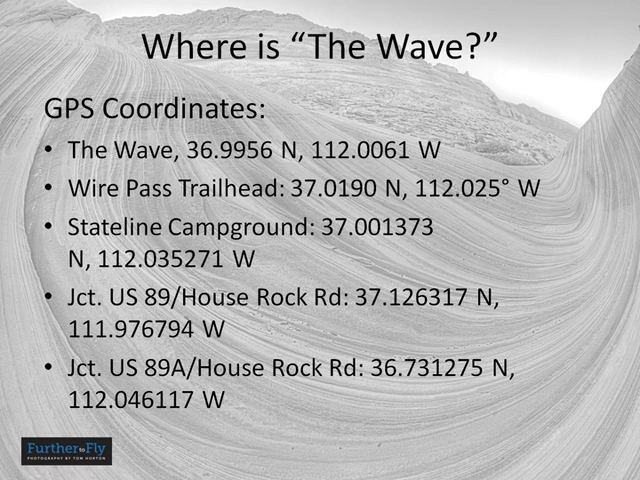 Where is “The Wave?”
GPS Coordinates:
• The Wave, 36.9956 N, 112.0061 W
• Wire Pass Trailhead: 37.0190 N, 112.025° W
• Stateline Campground: 37.001373
N, 112.035271 W
• Jct. US 89/House Rock Rd: 37.126317 N,
111.976794 W
• Jct. US 89A/House Rock Rd: 36.731275 N,
112.046117 W
Further to Fly
PHOTOGRAPHY BY TOM HORTON